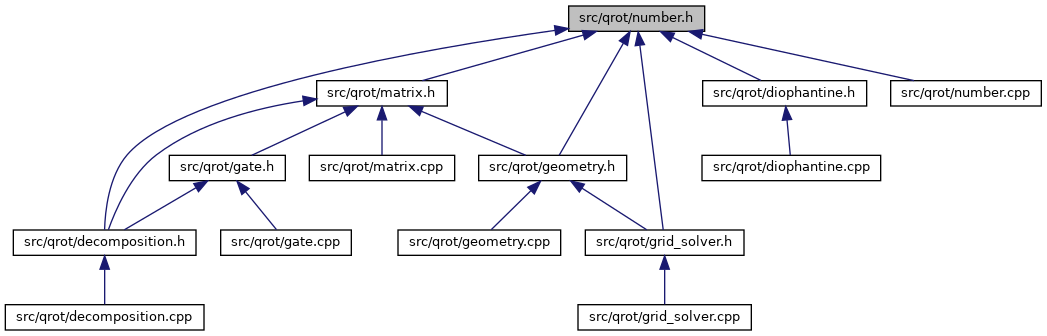 src/qrot/number.h
src/qrot/matrix.h
src/qrot/diophantine.h
src/qrot/number.cpp
src/qrot/gate.h
src/qrot/matrix.cpp
src/qrot/geometry.h
src/qrot/diophantine.cpp
src/qrot/decomposition.h
src/qrot/gate.cpp
src/qrot/geometry.cpp
src/qrot/grid_solver.h
src/qrot/decomposition.cpp
src/qrot/grid_solver.cpp